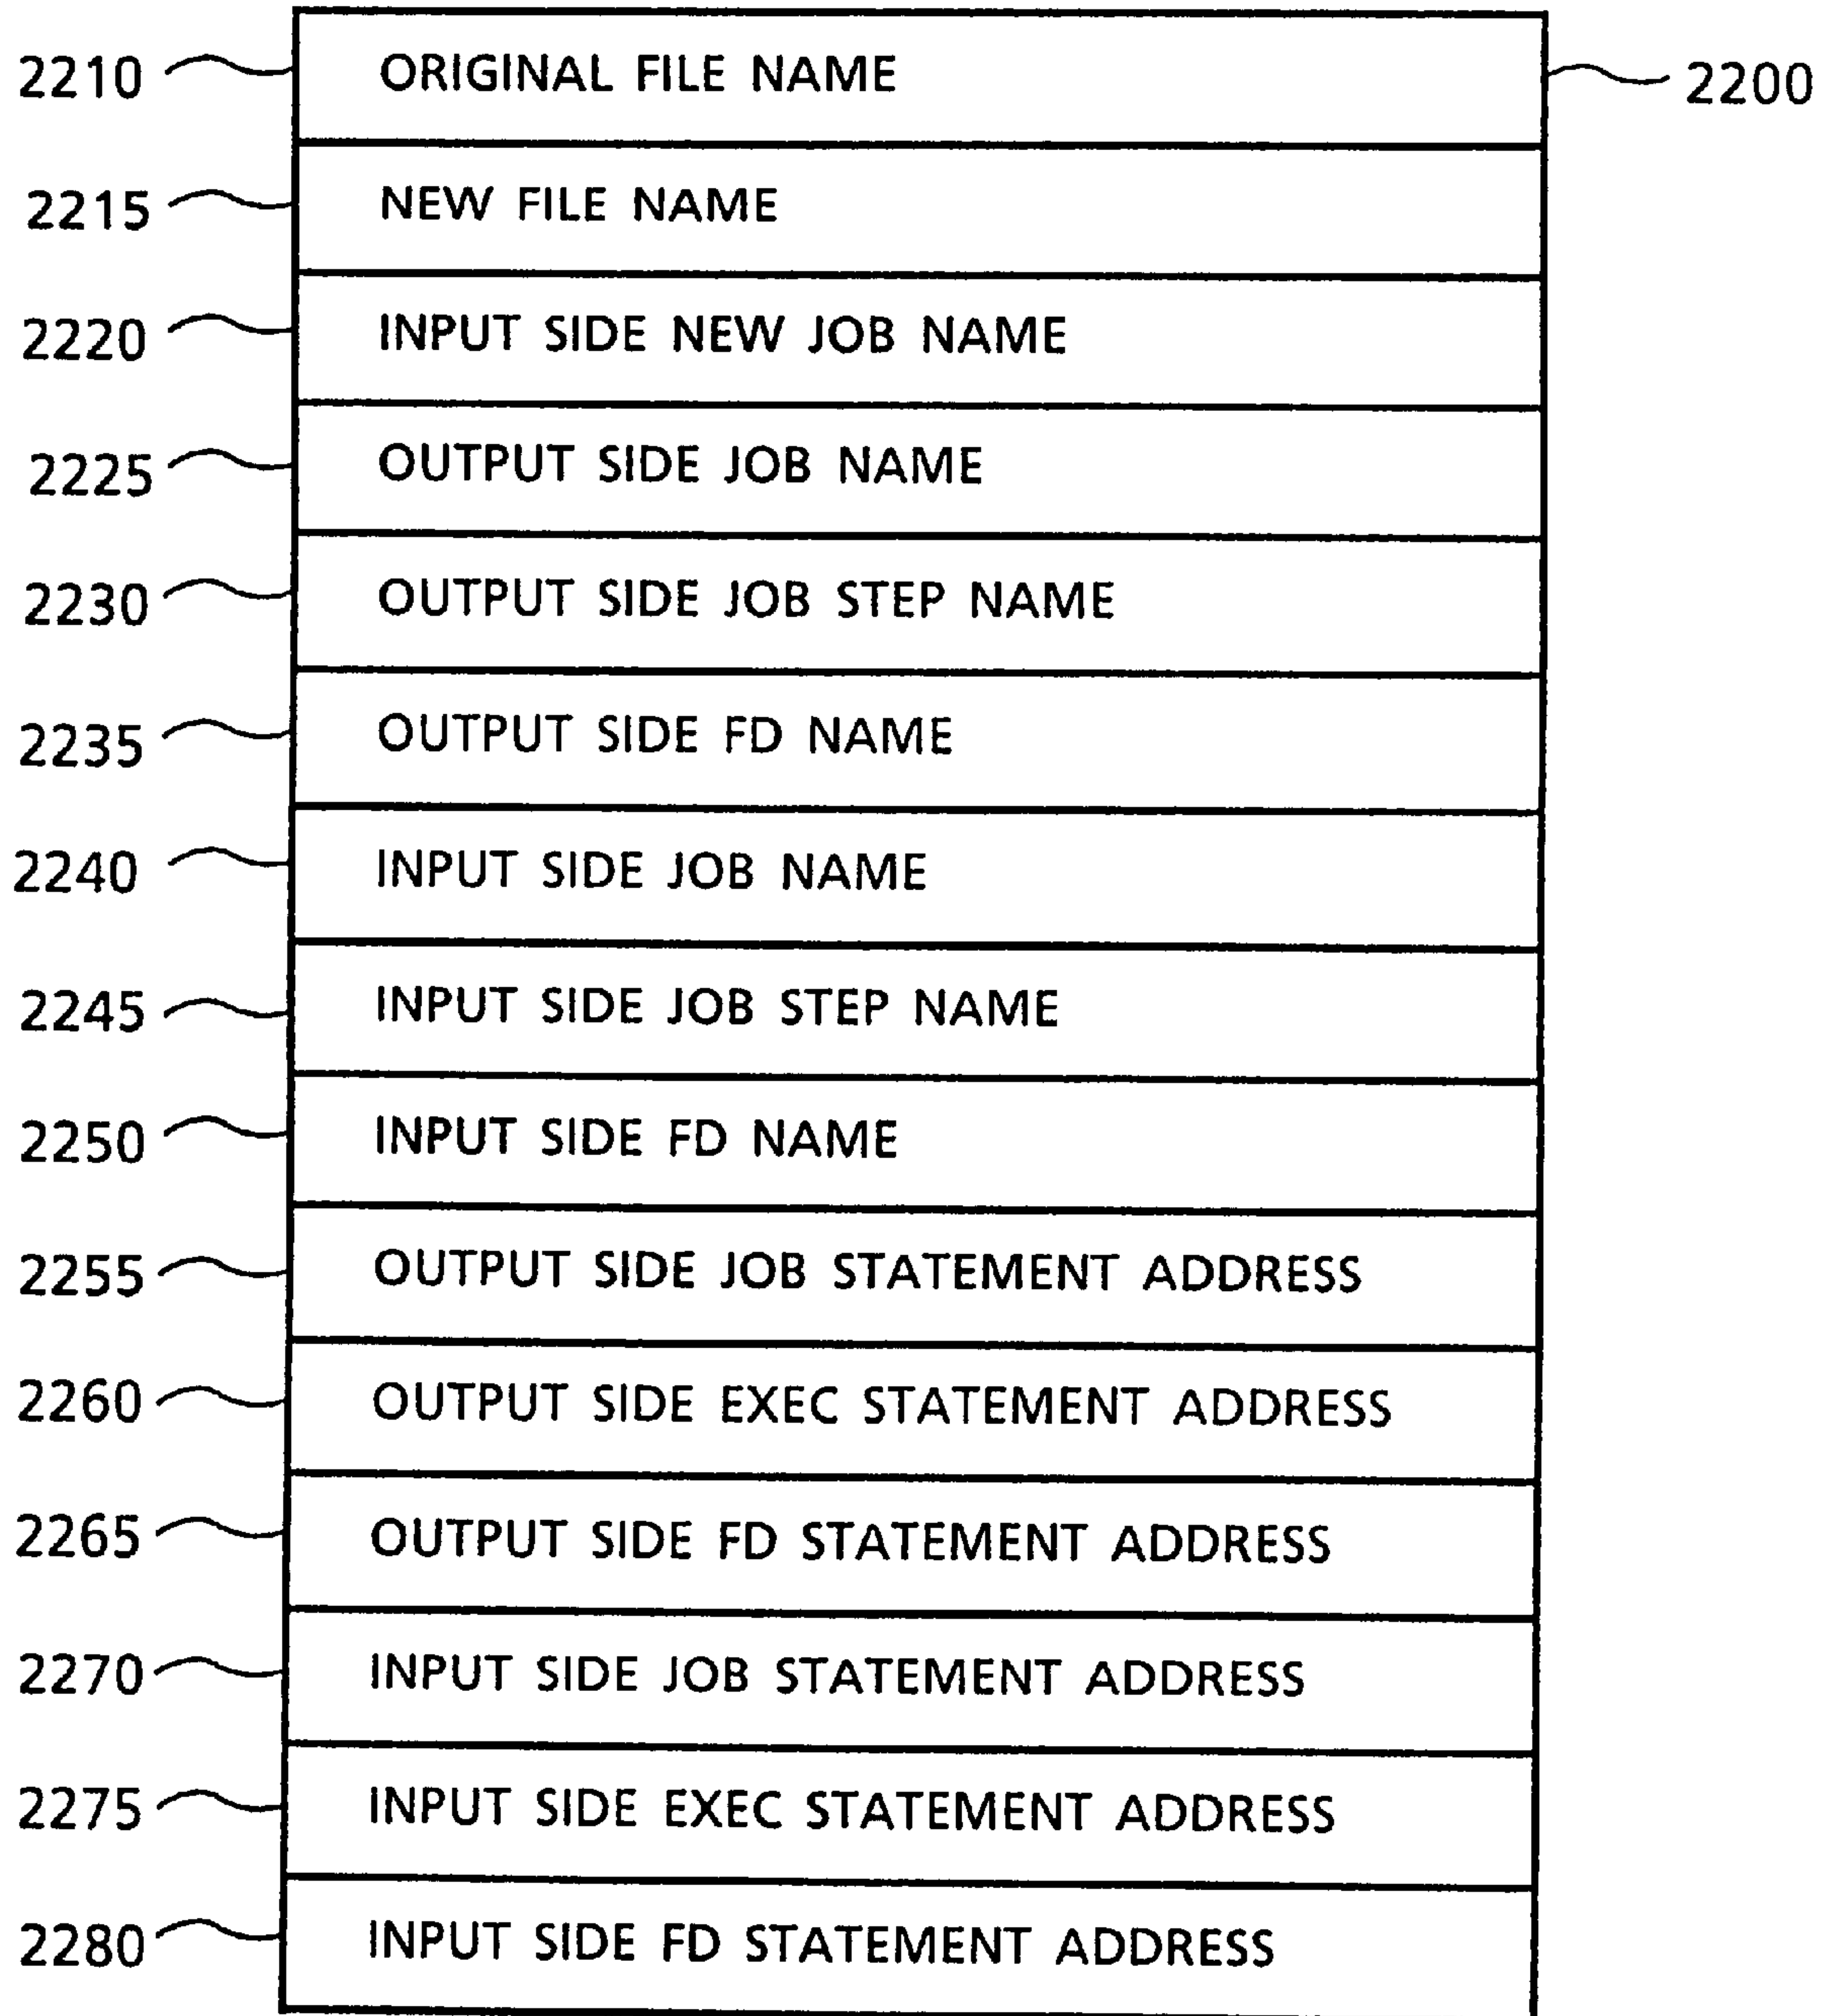 2210 ORIGINAL FILE NAME 2200
2215 NEW FILE NAME
2220 INPUT SIDE NEW JOB NAME
2225 OUTPUT SIDE JOB NAME
2230 OUTPUT SIDE JOB STEP NAME
2235 OUTPUT SIDE FD NAME
2240 INPUT SIDE JOB NAME
2245 INPUT SIDE JOB STEP NAME
2250 INPUT SIDE FD NAME
2255 OUTPUT SIDE JOB STATEMENT ADDRESS
2260 OUTPUT SIDE EXEC STATEMENT ADDRESS
2265 OUTPUT SIDE FD STATEMENT ADDRESS
2270 INPUT SIDE JOB STATEMENT ADDRESS
2275 INPUT SIDE EXEC STATEMENT ADDRESS
2280 INPUT SIDE FD STATEMENT ADDRESS